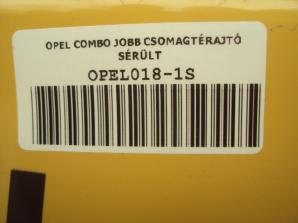 OPEL COMBO JOBB CSOMAGTÉRAJTÓ
SÉRÜLT
OPEL018-1S